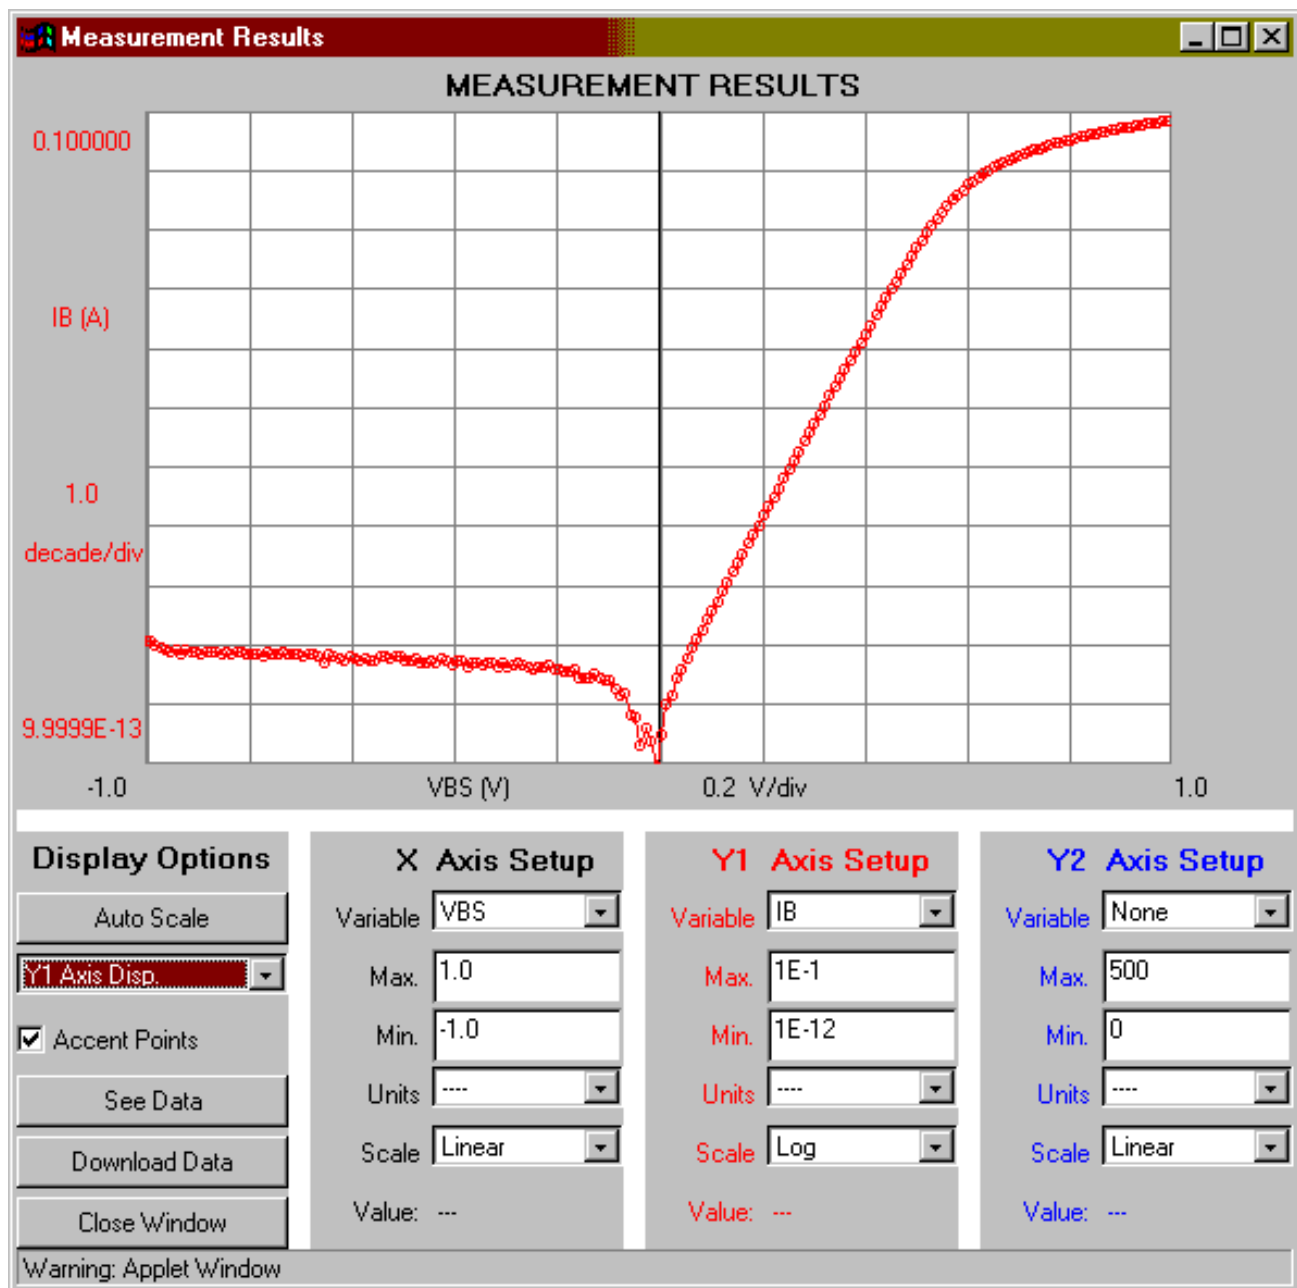 Measurement Results
MEASUREMENT RESULTS
0.100000
IB (A)
1.0
decade/div
9.9999E-13
-1.0 VBS (V) 0.2 V/div 1.0
Display Options
Auto Scale
Y1 Axis Disp.
Accent Points
See Data
Download Data
Close Window
X Axis Setup
Variable VBS
Max. 1.0
Min. -1.0
Units ----
Scale Linear
Value: ---
Y1 Axis Setup
Variable IB
Max. 1E-1
Min. 1E-12
Units ----
Scale Log
Value: ---
Y2 Axis Setup
Variable None
Max. 500
Min. 0
Units ----
Scale Linear
Value: ---
Warning: Applet Window